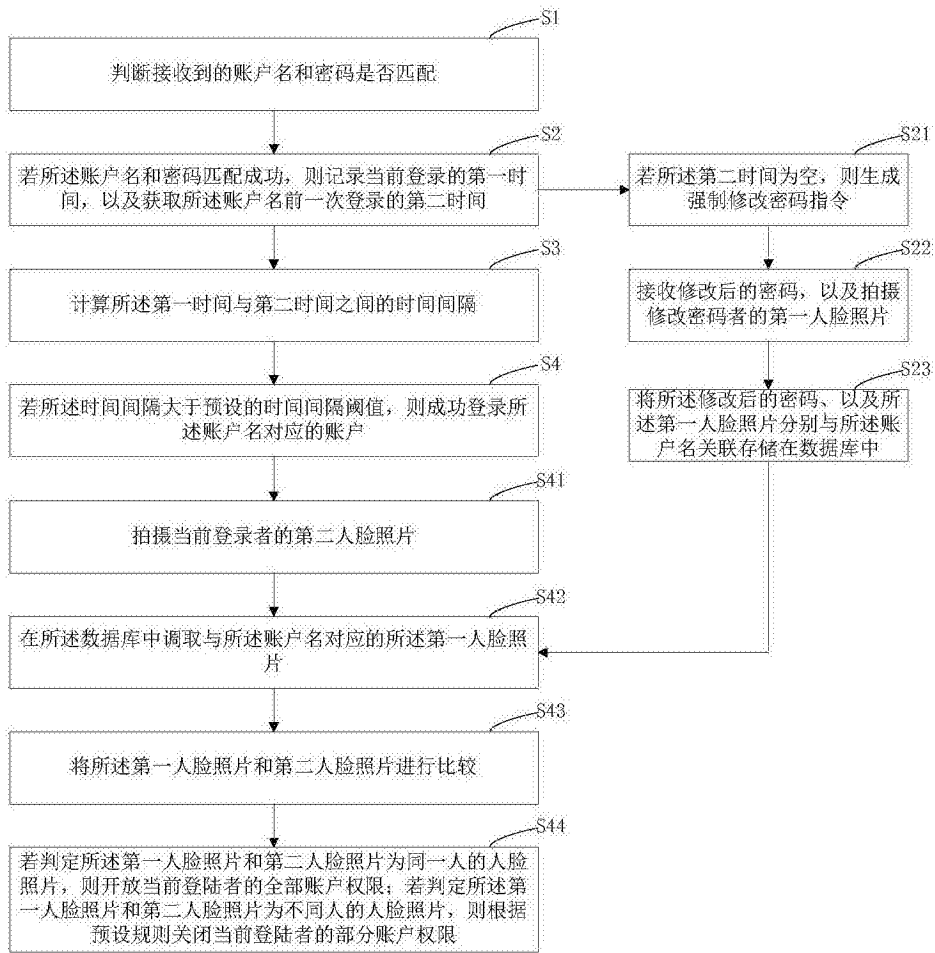 S1
判断接收到的账户名和密码是否匹配
S2
若所述账户名和密码匹配成功，则记录当前登录的第一时
间，以及获取所述账户名前一次登录的第二时间
S21
若所述第二时间为空，则生成
强制修改密码指令
S3
计算所述第一时间与第二时间之间的时间间隔
S22
接收修改后的密码，以及拍摄
修改密码者的第一人脸照片
S4
若所述时间间隔大于预设的时间间隔阈值，则成功登录所
述账户名对应的账户
S23
将所述修改后的密码、以及所
述第一人脸照片分别与所述账
户名关联存储在数据库中
S41
拍摄当前登录者的第二人脸照片
S42
在所述数据库中调取与所述账户名对应的所述第一人脸照
片
S43
将所述第一人脸照片和第二人脸照片进行比较
S44
若判定所述第一人脸照片和第二人脸照片为同一人的人脸
照片，则开放当前登陆者的全部账户权限；若判定所述第
一人脸照片和第二人脸照片为不同人的人脸照片，则根据
预设规则关闭当前登陆者的部分账户权限